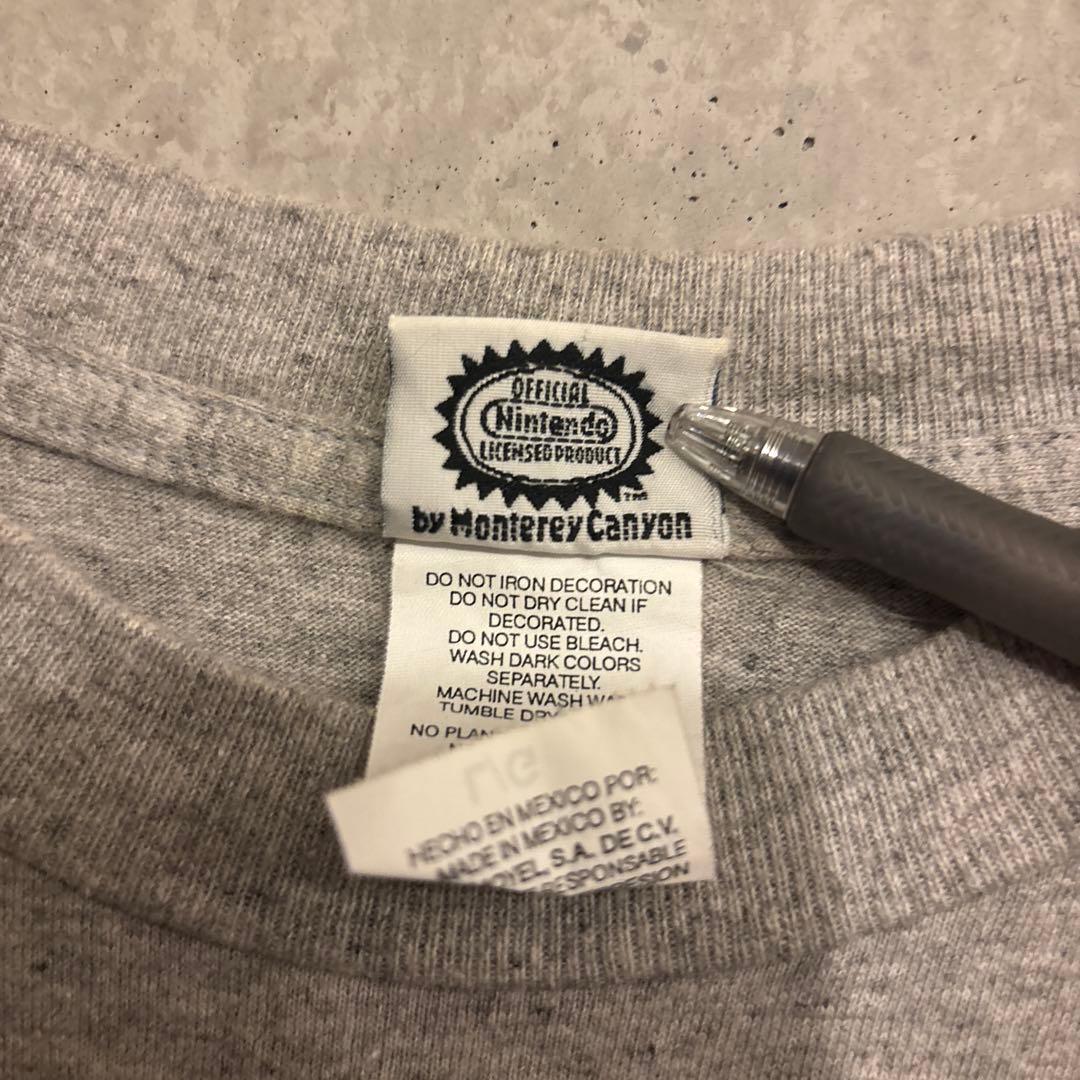 OFFICIAL
Nintendo
LICENSED PRODUCT
TM
by Monterey Canyon
DO NOT IRON DECORATION
DO NOT DRY CLEAN IF
DECORATED.
DO NOT USE BLEACH.
WASH DARK COLORS
SEPARATELY.
MACHINE WASH
TUMBLE DRY
NO
HECHO EN MEXICO POR:
MADE IN MEXICO BY:
S.A. DE C.V.
RESPONSABLE